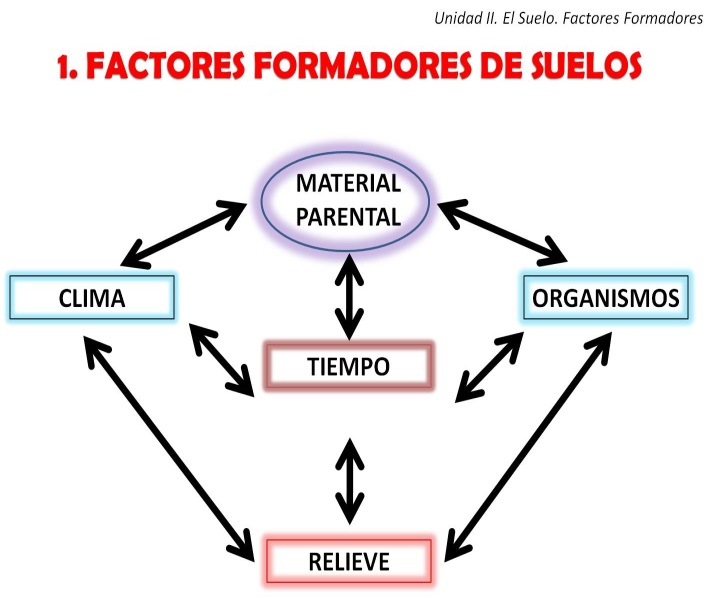 Unidad II. El Suelo. Factores Formadores
1. FACTORES FORMADORES DE SUELOS
MATERIAL
PARENTAL
CLIMA
ORGANISMOS
TIEMPO
RELIEVE